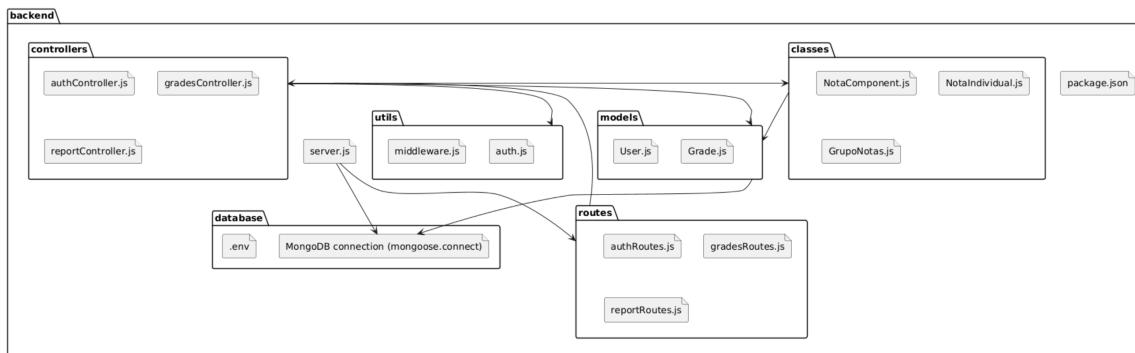 backend
controllers
authController.js
gradesController.js
reportController.js
server.js
utils
middleware.js
auth.js
models
User.js
Grade.js
classes
NotaComponent.js
NotaIndividual.js
GrupoNotas.js
package.json
database
.env
MongoDB connection (mongoose.connect)
routes
authRoutes.js
gradesRoutes.js
reportRoutes.js